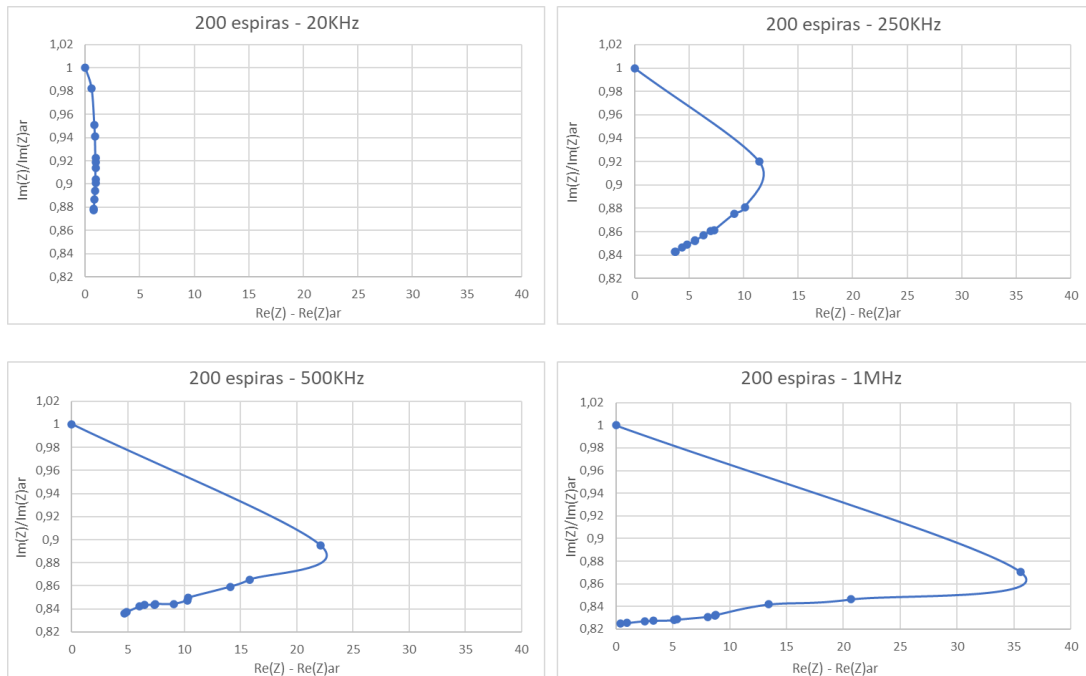 200 espiras - 20KHz
1,02
1
0,98
0,96
0,94
0,92
0,9
0,88
0,86
0,84
0,82
Im(Z)/Im(Z)ar
0 5 10 15 20 25 30 35 40
Re(Z) - Re(Z)ar
200 espiras - 250KHz
1,02
1
0,98
0,96
0,94
0,92
0,9
0,88
0,86
0,84
0,82
Im(Z)/Im(Z)ar
0 5 10 15 20 25 30 35 40
Re(Z) - Re(Z)ar
200 espiras - 500KHz
1,02
1
0,98
0,96
0,94
0,92
0,9
0,88
0,86
0,84
0,82
Im(Z)/Im(Z)ar
0 5 10 15 20 25 30 35 40
Re(Z) - Re(Z)ar
200 espiras - 1MHz
1,02
1
0,98
0,96
0,94
0,92
0,9
0,88
0,86
0,84
0,82
Im(Z)/Im(Z)ar
0 5 10 15 20 25 30 35 40
Re(Z) - Re(Z)ar